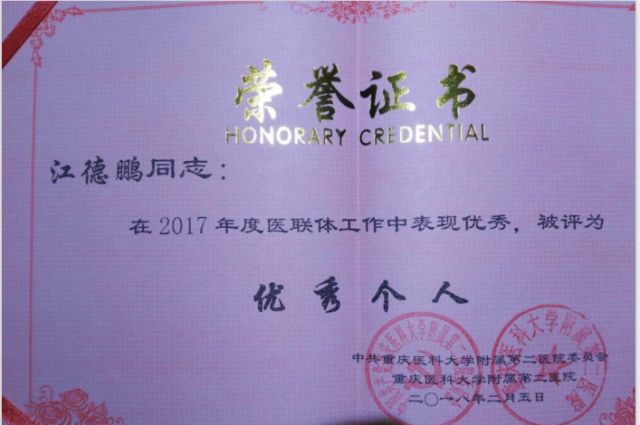 荣誉证书
HONORARY CREDENTIAL
江德鹏同志：
在2017年度医联体工作中表现优秀，被评为
优秀个人
中共重庆医科大学附属第二医院委员会
重庆医科大学附属第二医院
二〇一八年二月五日